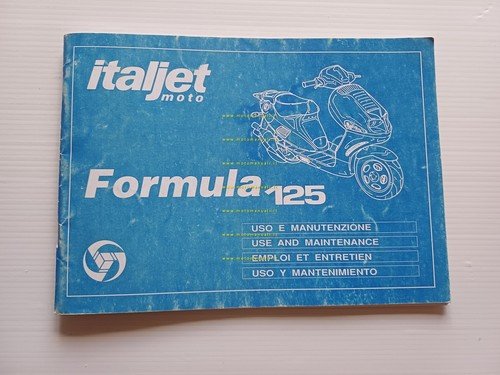 italjet
moto
Formula 125
USO E MANUTENZIONE
USE AND MAINTENANCE
EMPLOI ET ENTRETIEN
USO Y MANTENIMIENTO